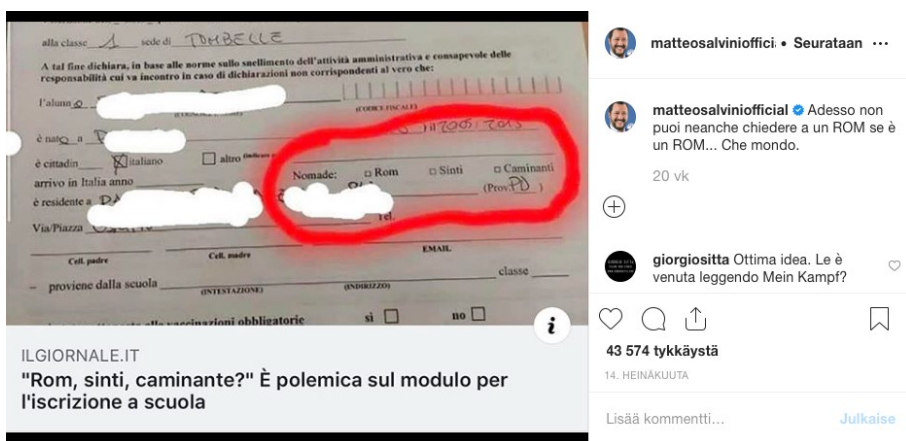 alla classe 1 sede di TOMBELLE
A tal fine dichiara, in base alle norme sullo snellimento dell'attività amministrativa e consapevole delle
responsabilità cui va incontro in caso di dichiarazioni non corrispondenti al vero che:
l'alunn o
(CODICE FISCALE)
è nato a
è cittadin italiano altro
Nomade: Rom Sinti Caminanti
arrivo in Italia anno
(Prov. PD )
è residente a
Via/Piazza Tel.
Cell. padre Cell. madre EMAIL
– proviene dalla scuola classe
(INTESTAZIONE) (INDIRIZZO)
alle vaccinazioni obbligatorie sì no
i
ILGIORNALE.IT
"Rom, sinti, caminante?" È polemica sul modulo per
l'iscrizione a scuola
matteosalvinioffici. • Seurataan •••
matteosalviniofficial Adesso non
puoi neanche chiedere a un ROM se è
un ROM... Che mondo.
20 vk
giorgiositta Ottima idea. Le è
venuta leggendo Mein Kampf?
43 574 tykkäystä
14. HEINÄKUUTA
Lisää kommentti... Julkaise